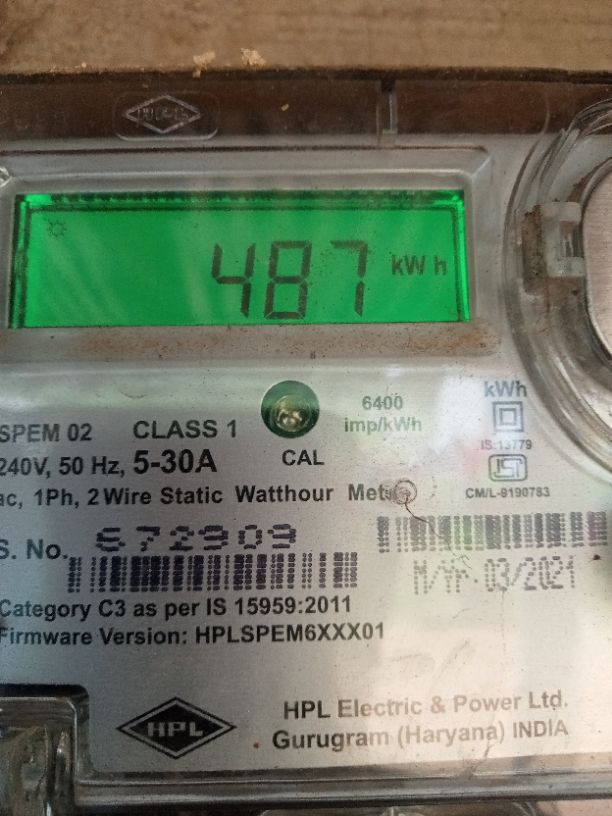 HPL
487 kWh
6400
imp/kWh
kWh
SPEM 02 CLASS 1
IS:13779
240V, 50 Hz, 5-30A
CAL
CM/L-9190783
ac, 1Ph, 2 Wire Static Watthour Meter
S. No. 672909
M/Yr 03/2021
Category C3 as per IS 15959:2011
Firmware Version: HPLSPEM6XXX01
HPL
HPL Electric & Power Ltd.
Gurugram (Haryana) INDIA